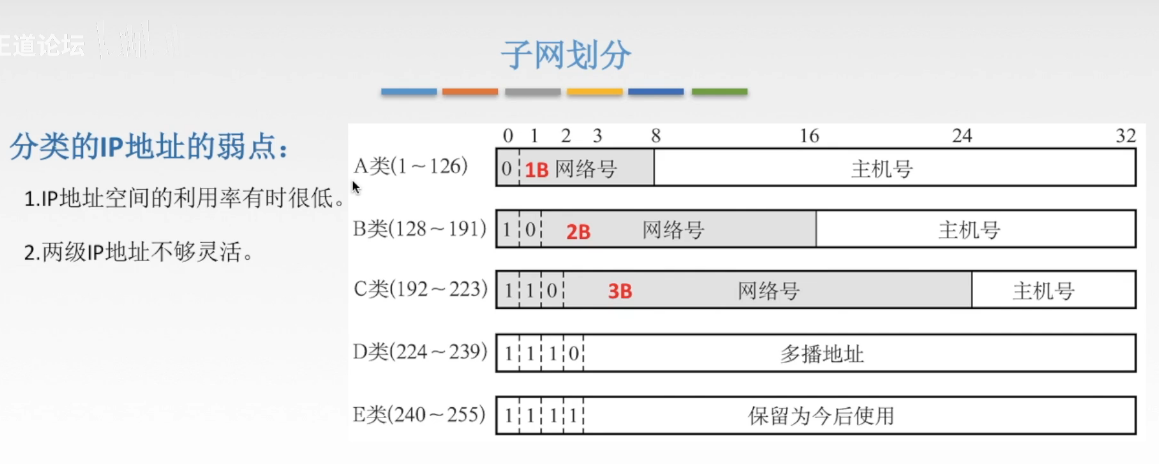 王道论坛
子网划分
分类的IP地址的弱点：
1.IP地址空间的利用率有时很低。
2.两级IP地址不够灵活。
0 1 2 3 8 16 24 32
A类(1～126) 0 1B 网络号 主机号
B类(128～191) 1 0 2B 网络号 主机号
C类(192～223) 1 1 0 3B 网络号 主机号
D类(224～239) 1 1 1 0 多播地址
E类(240～255) 1 1 1 1 保留为今后使用